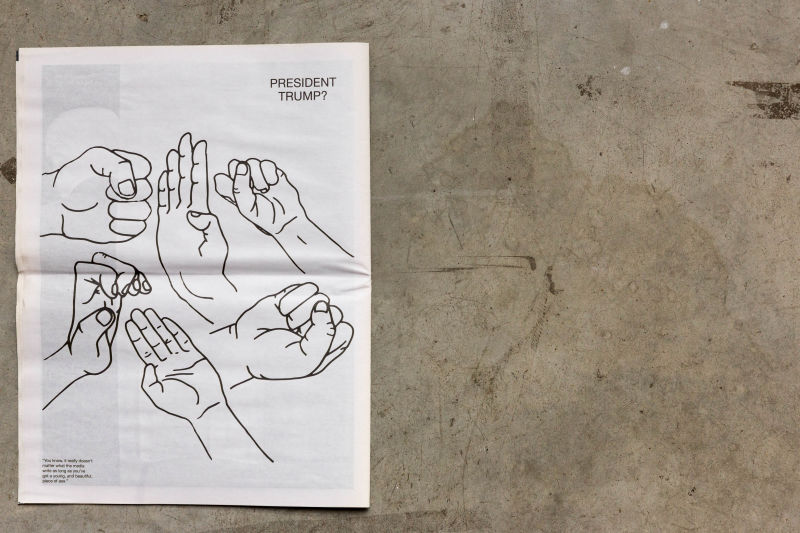 PRESIDENT
TRUMP?
"You know, it really doesn't
matter what the media
write as long as you've
got a young, and beautiful,
piece of ass."